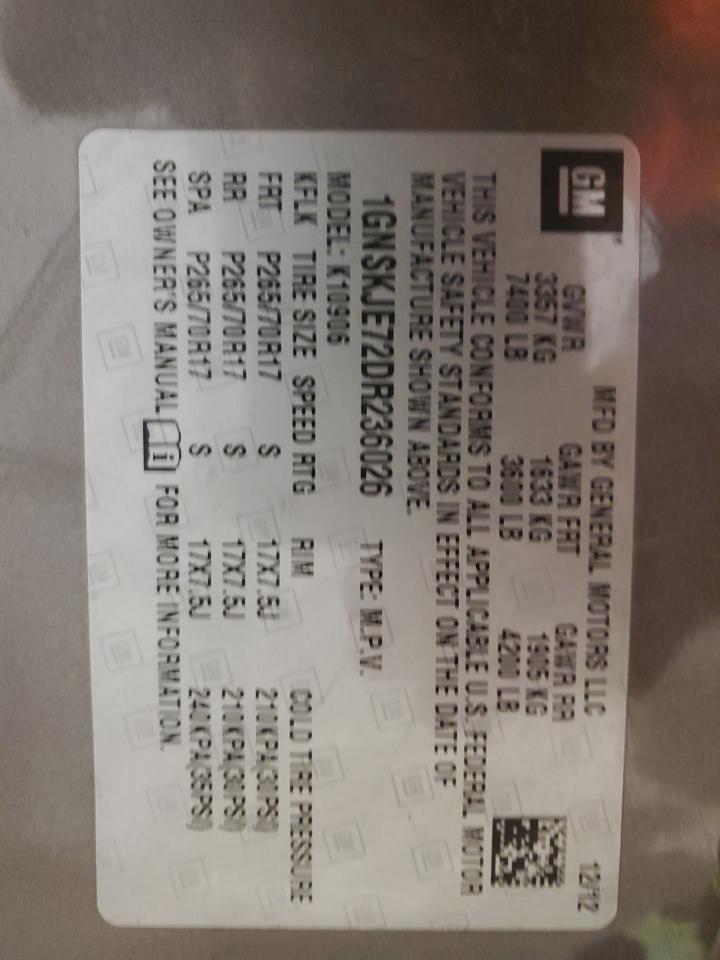 GM
MFD BY GENERAL MOTORS LLC 12/12
GVWR GAWR FRT GAWR RR
3357 KG 1633 KG 1905 KG
7400 LB 3600 LB 4200 LB
THIS VEHICLE CONFORMS TO ALL APPLICABLE U.S. FEDERAL MOTOR
VEHICLE SAFETY STANDARDS IN EFFECT ON THE DATE OF
MANUFACTURE SHOWN ABOVE.
1GNSKJE72DR236026 TYPE: M.P.V.
MODEL- K10906
KFLK TIRE SIZE SPEED RTG RIM COLD TIRE PRESSURE
FRT P265/70R17 S 17X7.5J 210KPA(30PSI)
RR P265/70R17 S 17X7.5J 210KPA(30PSI)
SPA P265/70R17 S 17X7.5J 240KPA(35PSI)
SEE OWNER'S MANUAL i FOR MORE INFORMATION.